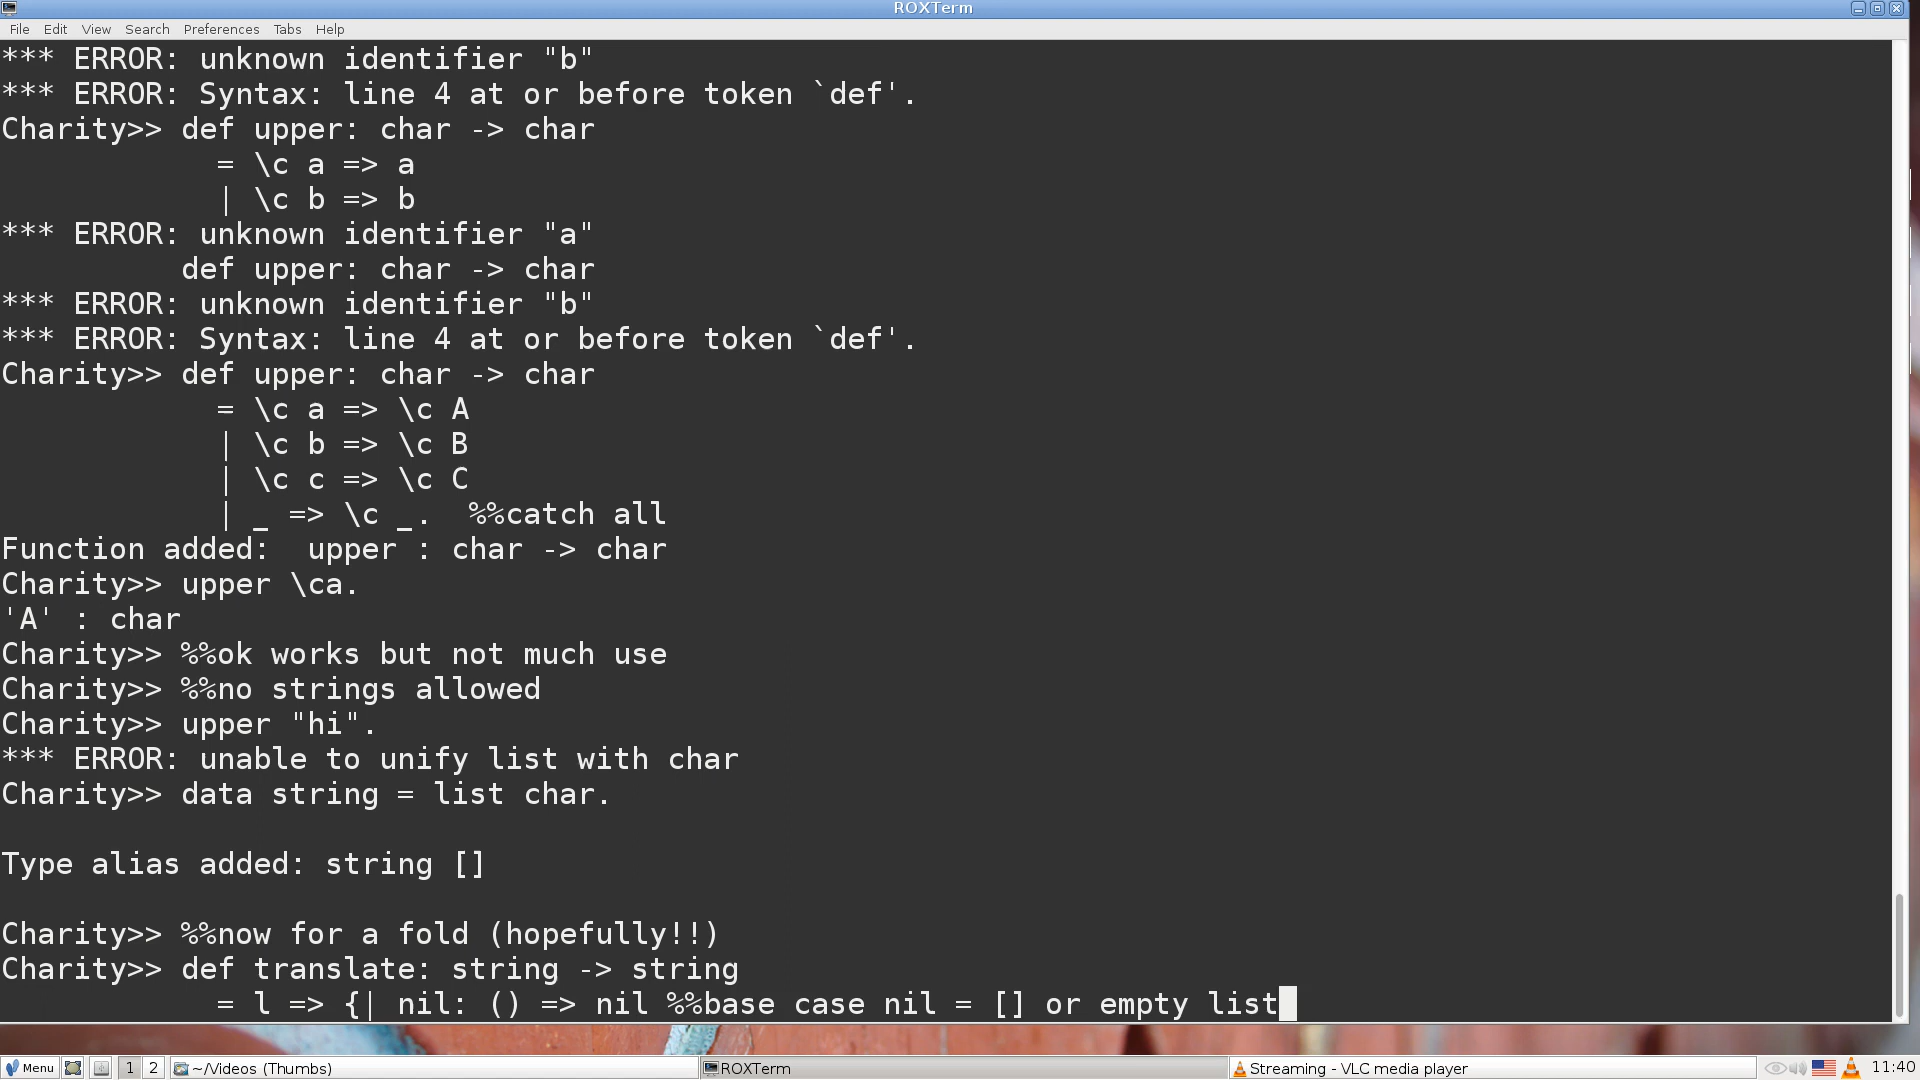 ROXTerm
File Edit View Search Preferences Tabs Help
*** ERROR: unknown identifier "b"
*** ERROR: Syntax: line 4 at or before token `def'.
Charity>> def upper: char -> char
= \c a => a
| \c b => b
*** ERROR: unknown identifier "a"
def upper: char -> char
*** ERROR: unknown identifier "b"
*** ERROR: Syntax: line 4 at or before token `def'.
Charity>> def upper: char -> char
= \c a => \c A
| \c b => \c B
| \c c => \c C
| _ => \c _.  %%catch all
Function added:  upper : char -> char
Charity>> upper \ca.
'A' : char
Charity>> %%ok works but not much use
Charity>> %%no strings allowed
Charity>> upper "hi".
*** ERROR: unable to unify list with char
Charity>> data string = list char.
Type alias added: string []
Charity>> %%now for a fold (hopefully!!)
Charity>> def translate: string -> string
= l => {| nil: () => nil %%base case nil = [] or empty list
Menu 1 2 ~/Videos (Thumbs) ROXTerm Streaming - VLC media player 11:40